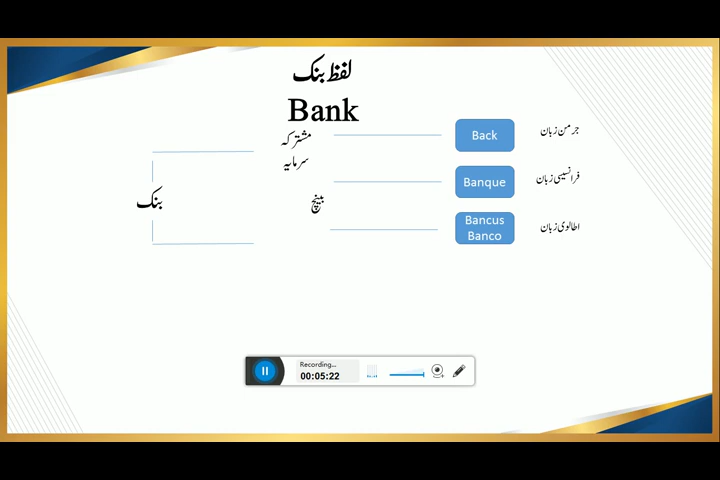 لفظ بنک
Bank
جرمن زبان
Back
مشترکہ
سرمایہ
فرانسیسی زبان
Banque
بینچ
بنک
اطالوی زبان
Bancus
Banco
Recording...
00:05:22